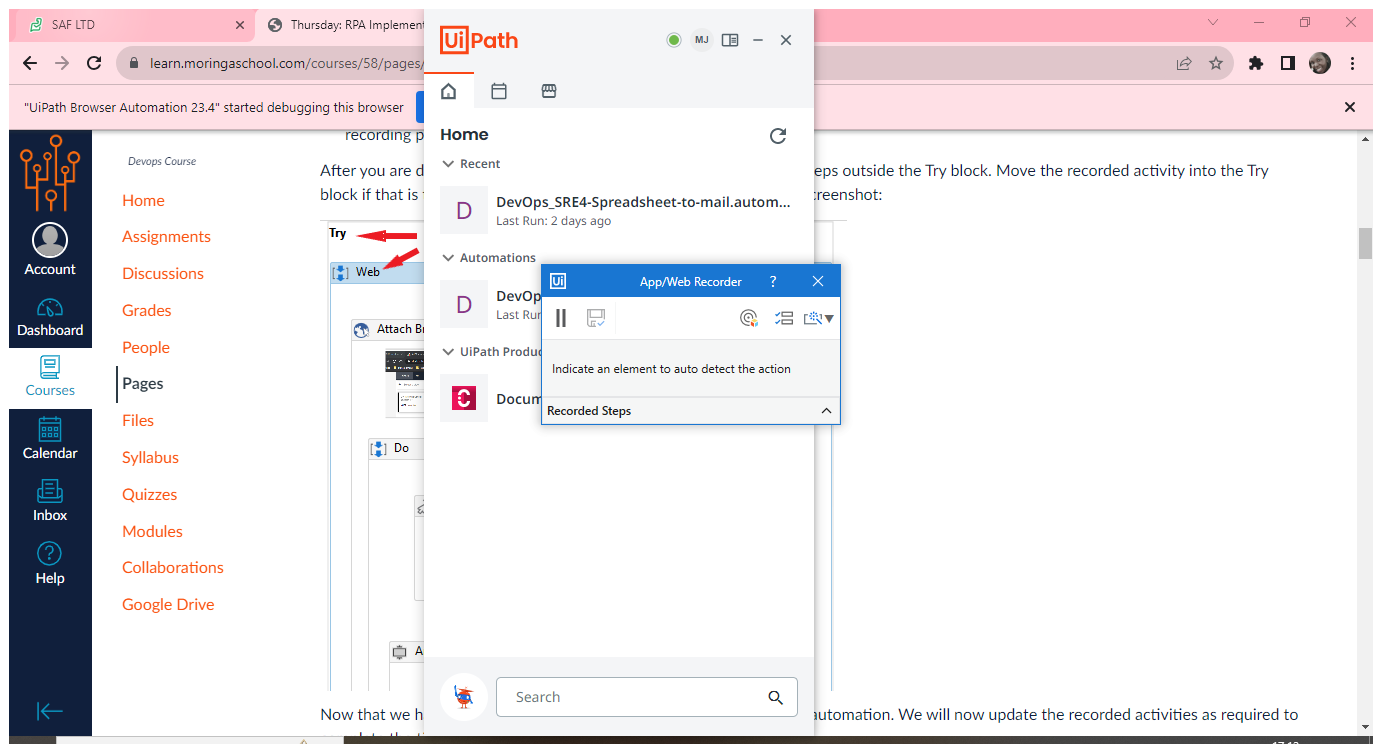 SAF LTD
Thursday: RPA Implement
learn.moringaschool.com/courses/58/pages/
"UiPath Browser Automation 23.4" started debugging this browser
Account
Dashboard
Courses
Calendar
Inbox
Help
Devops Course
Home
Assignments
Discussions
Grades
People
Pages
Files
Syllabus
Quizzes
Modules
Collaborations
Google Drive
recording p
After you are d
eps outside the Try block. Move the recorded activity into the Try
block if that is
creenshot:
Try
Web
Attach Br
Do
A
Now that we h
automation. We will now update the recorded activities as required to
UiPath
MJ
Home
Recent
D
DevOps_SRE4-Spreadsheet-to-mail.autom...
Last Run: 2 days ago
Automations
D
DevOp
Last Run
UiPath Produc
Docum
Search
Ui
App/Web Recorder
?
Indicate an element to auto detect the action
Recorded Steps